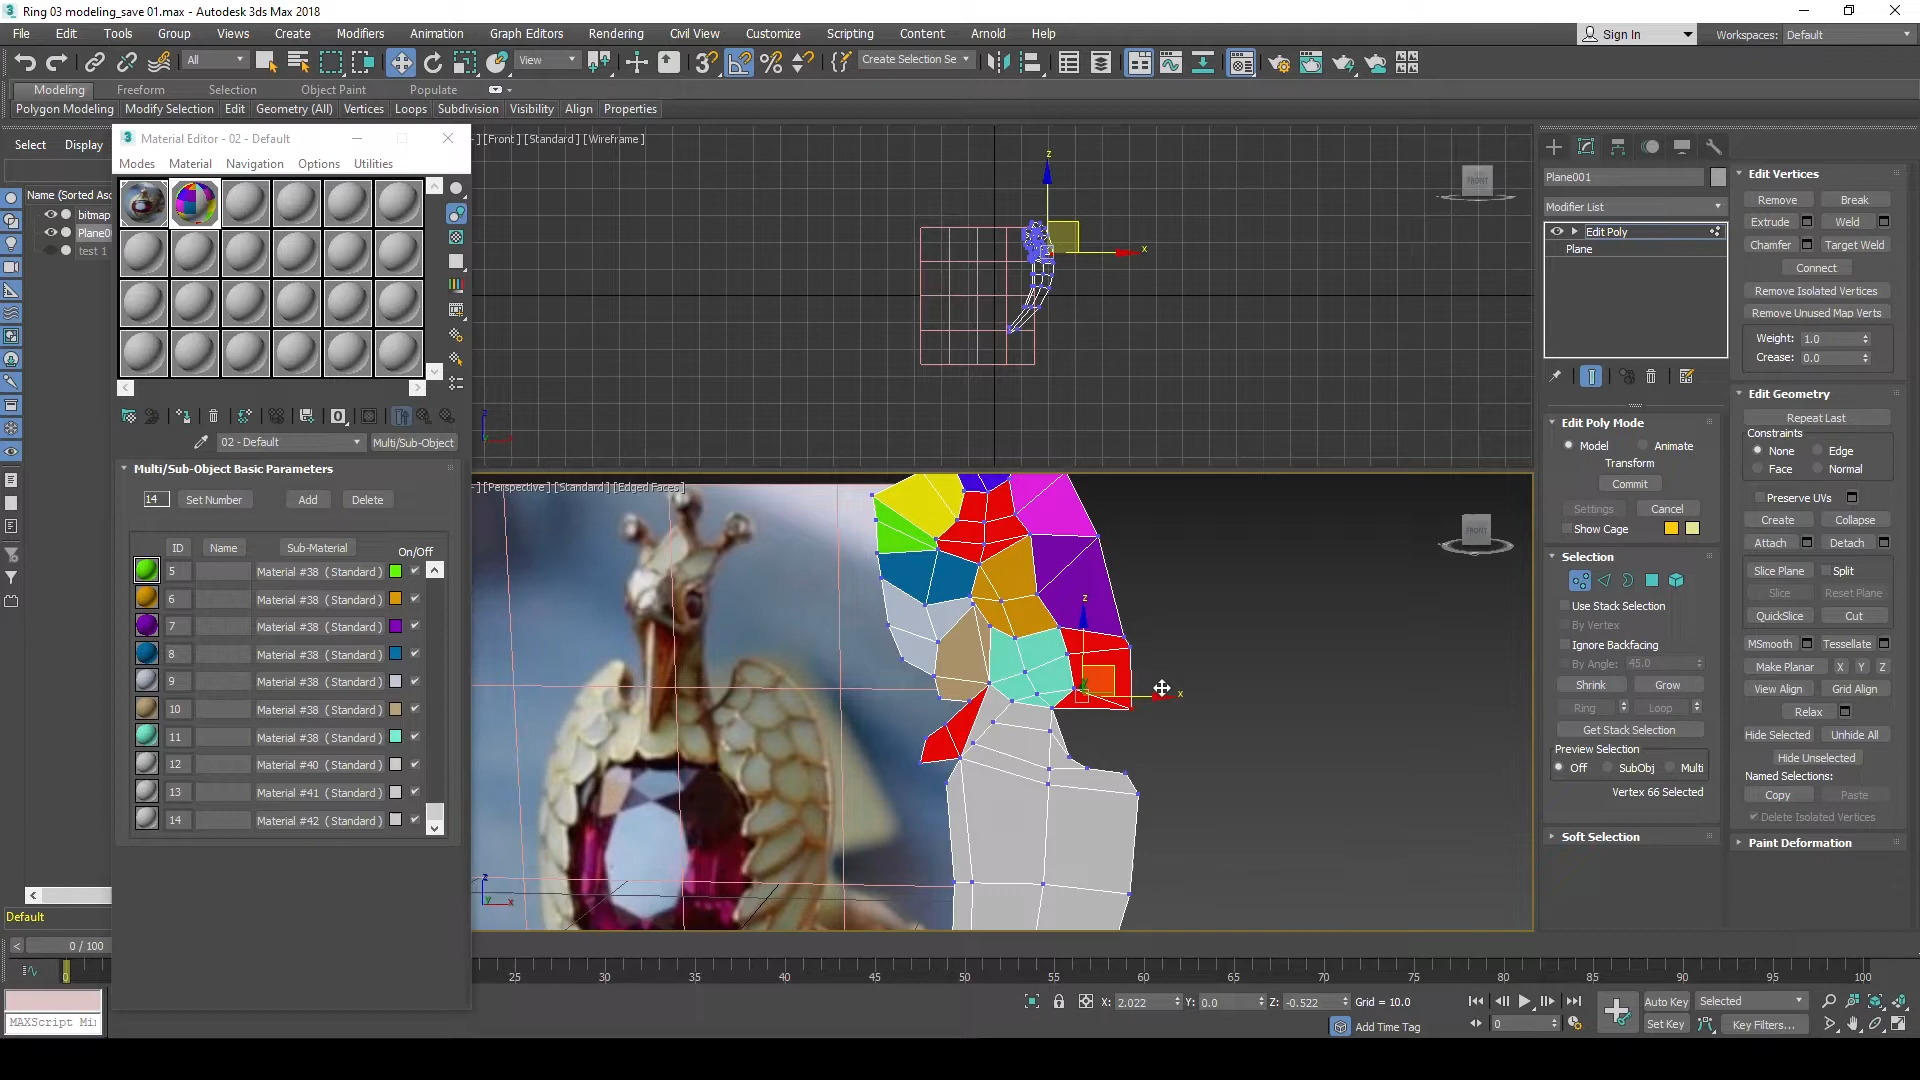 Ring 03 modeling_save 01.max - Autodesk 3ds Max 2018
File Edit Tools Group Views Create Modifiers Animation Graph Editors Rendering Civil View Customize Scripting Content Arnold Help
Sign In Workspaces: Default
All View Create Selection Se
Modeling Freeform Selection Object Paint Populate
Polygon Modeling Modify Selection Edit Geometry (All) Vertices Loops Subdivision Visibility Align Properties
Select Display
Name (Sorted Asc
bitmap
Plane0
test 1
Default
Material Editor - 02 - Default
Modes Material Navigation Options Utilities
02 - Default Multi/Sub-Object
Multi/Sub-Object Basic Parameters
14 Set Number Add Delete
ID Name Sub-Material On/Off
5 Material #38 (Standard)
6 Material #38 (Standard)
7 Material #38 (Standard)
8 Material #38 (Standard)
9 Material #38 (Standard)
10 Material #38 (Standard)
11 Material #38 (Standard)
12 Material #40 (Standard)
13 Material #41 (Standard)
14 Material #42 (Standard)
[Front] [Standard] [Wireframe]
z
x
FRONT
[Perspective] [Standard] [Edged Faces]
z
x
FRONT
Plane001
Modifier List
Edit Poly
Plane
Edit Poly Mode
Model Animate
Transform
Commit
Settings Cancel
Show Cage
Selection
Use Stack Selection
By Vertex
Ignore Backfacing
By Angle: 45.0
Shrink Grow
Ring Loop
Get Stack Selection
Preview Selection
Off SubObj Multi
Vertex 66 Selected
Soft Selection
Edit Vertices
Remove Break
Extrude Weld
Chamfer Target Weld
Connect
Remove Isolated Vertices
Remove Unused Map Verts
Weight: 1.0
Crease: 0.0
Edit Geometry
Repeat Last
Constraints
None Edge
Face Normal
Preserve UVs
Create Collapse
Attach Detach
Slice Plane Split
Slice Reset Plane
QuickSlice Cut
MSmooth Tessellate
Make Planar X Y Z
View Align Grid Align
Relax
Hide Selected Unhide All
Hide Unselected
Named Selections:
Copy Paste
Delete Isolated Vertices
Paint Deformation
0 / 100
0 25 30 35 40 45 50 55 60 65 70 75 80 85 90 95 100
MAXScript Mi
X: 2.022 Y: 0.0 Z: -0.522 Grid = 10.0
Add Time Tag
0
Auto Key Selected
Set Key Key Filters...